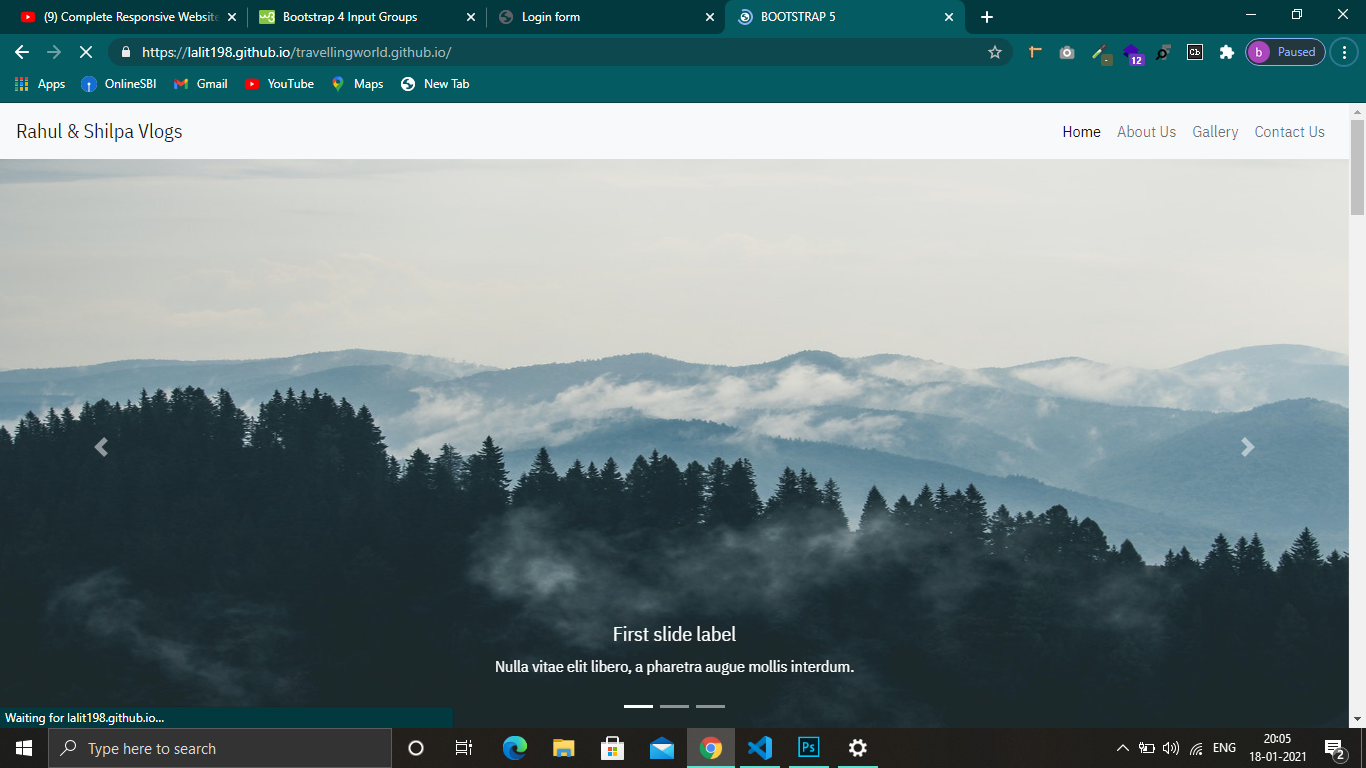 (9) Complete Responsive Website
Bootstrap 4 Input Groups
Login form
BOOTSTRAP 5
https://lalit198.github.io/travellingworld.github.io/
12
Cb
b
Paused
Apps
OnlineSBI
Gmail
YouTube
Maps
New Tab
Rahul & Shilpa Vlogs
Home
About Us
Gallery
Contact Us
First slide label
Nulla vitae elit libero, a pharetra augue mollis interdum.
Waiting for lalit198.github.io...
Type here to search
Ps
ENG
20:05
18-01-2021
2